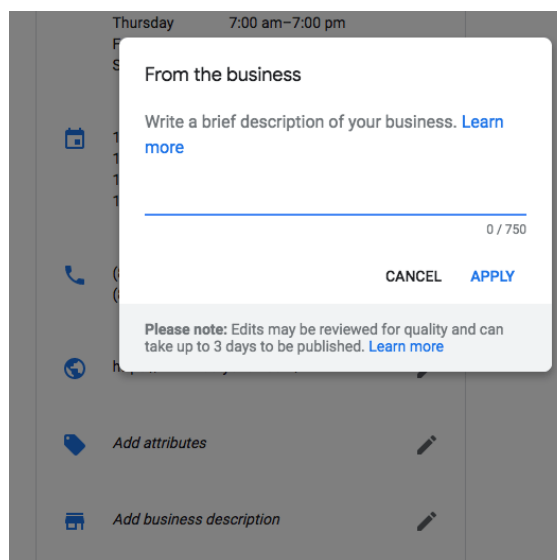 Thursday 7:00 am–7:00 pm
F
S
From the business
Write a brief description of your business. Learn
more
0 / 750
CANCEL APPLY
Please note: Edits may be reviewed for quality and can
take up to 3 days to be published. Learn more
Add attributes
Add business description